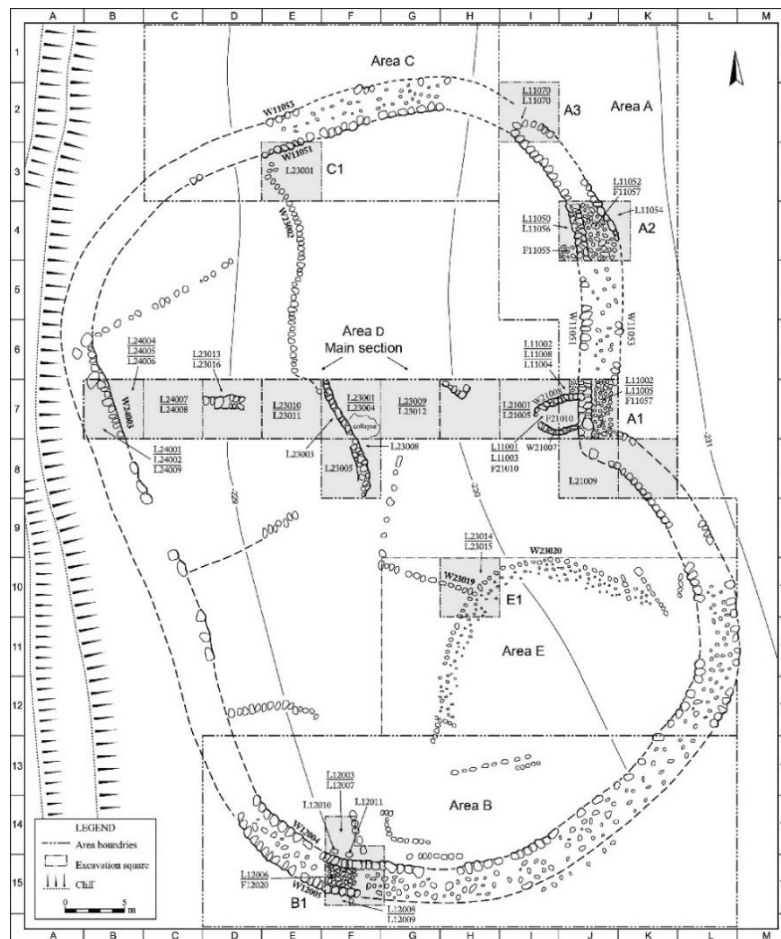 A B C D E F G H I J K L M
1
Area C
W11053
L11070
L11070
A3
Area A
2
W11051
L23001
C1
3
L11052
F11057
W23002
L11050
L11056
L11054
F11055
A2
4
5
Area D
Main section
W11051
W11053
6
L24004
L24005
L24006
L23013
L23016
L11002
L11008
L11004
W24003
L24007
L24008
L23010
L23011
L23001
L23004
collapse
L23009
L23012
L21001
L21005
W21008
F21010
L11002
L11005
F11057
7
A1
L24001
L24002
L24009
L23003
L23008
L11001
L11003
F21010
W21007
L23005
L21009
8
229
230
231
9
L23014
L23015
W23020
W23019
10
E1
Area E
11
12
13
L12003
L12007
L12010
L12011
Area B
W12004
14
L12006
F12020
W12005
15
B1
L12008
L12009
LEGEND
Area boundries
Excavation square
Cliff
0 5
m
A B C D E F G H I J K L M